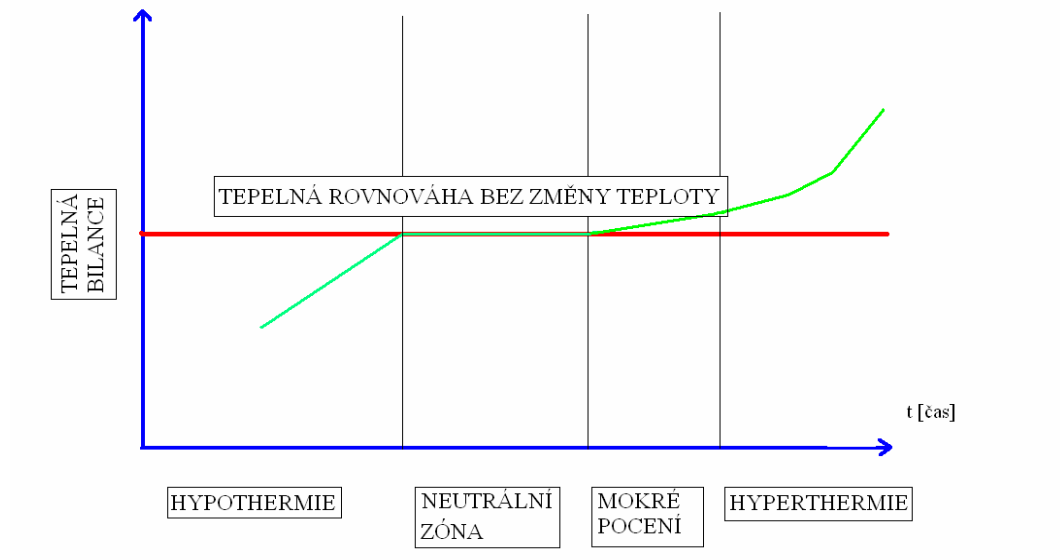 TEPELNÁ ROVNOVÁHA BEZ ZMĚNY TEPLOTY
TEPELNÁ
BILANCE
t [čas]
HYPOTHERMIE
NEUTRÁLNÍ
ZÓNA
MOKRÉ
POCENÍ
HYPERTHERMIE